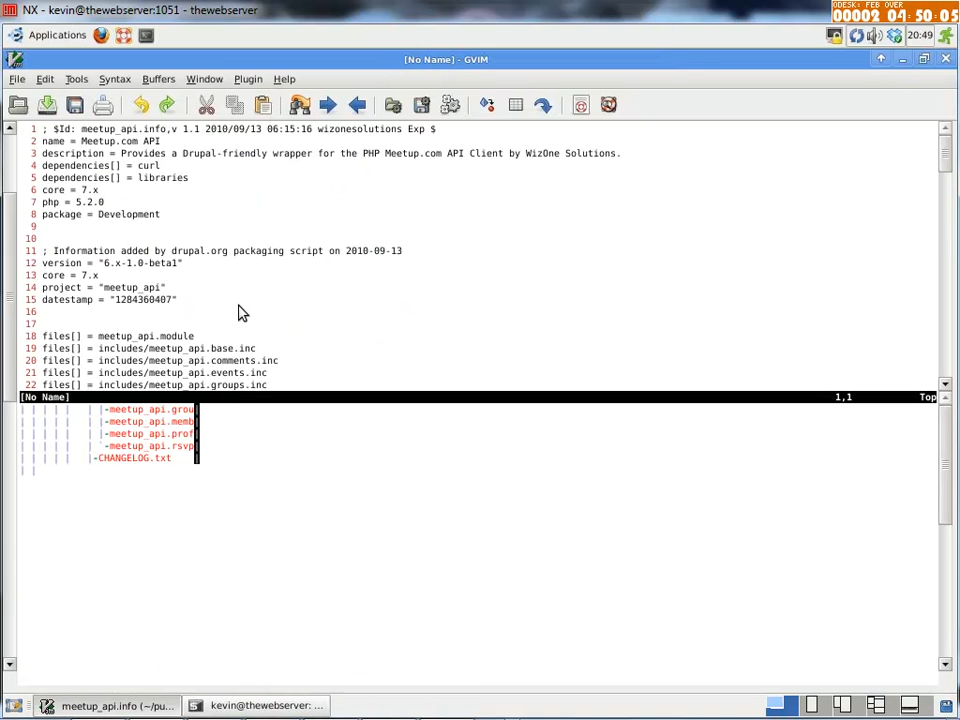 NX - kevin@thewebserver:1051 - thewebserver
ODESK: FEB OVER
00002 04:50:05
Applications
20:49
[No Name] - GVIM
File Edit Tools Syntax Buffers Window Plugin Help
1 ; $Id: meetup_api.info,v 1.1 2010/09/13 06:15:16 wizonesolutions Exp $
2 name = Meetup.com API
3 description = Provides a Drupal-friendly wrapper for the PHP Meetup.com API Client by WizOne Solutions.
4 dependencies[] = curl
5 dependencies[] = libraries
6 core = 7.x
7 php = 5.2.0
8 package = Development
9
10
11 ; Information added by drupal.org packaging script on 2010-09-13
12 version = "6.x-1.0-beta1"
13 core = 7.x
14 project = "meetup_api"
15 datestamp = "1284360407"
16
17
18 files[] = meetup_api.module
19 files[] = includes/meetup_api.base.inc
20 files[] = includes/meetup_api.comments.inc
21 files[] = includes/meetup_api.events.inc
22 files[] = includes/meetup_api.groups.inc
[No Name] 1,1 Top
| | | | | | |-meetup_api.grou
| | | | | | |-meetup_api.memb
| | | | | | |-meetup_api.prof
| | | | | | `-meetup_api.rsvp
| | | | | |-CHANGELOG.txt
| |
meetup_api.info (~/pu... kevin@thewebserver: ...